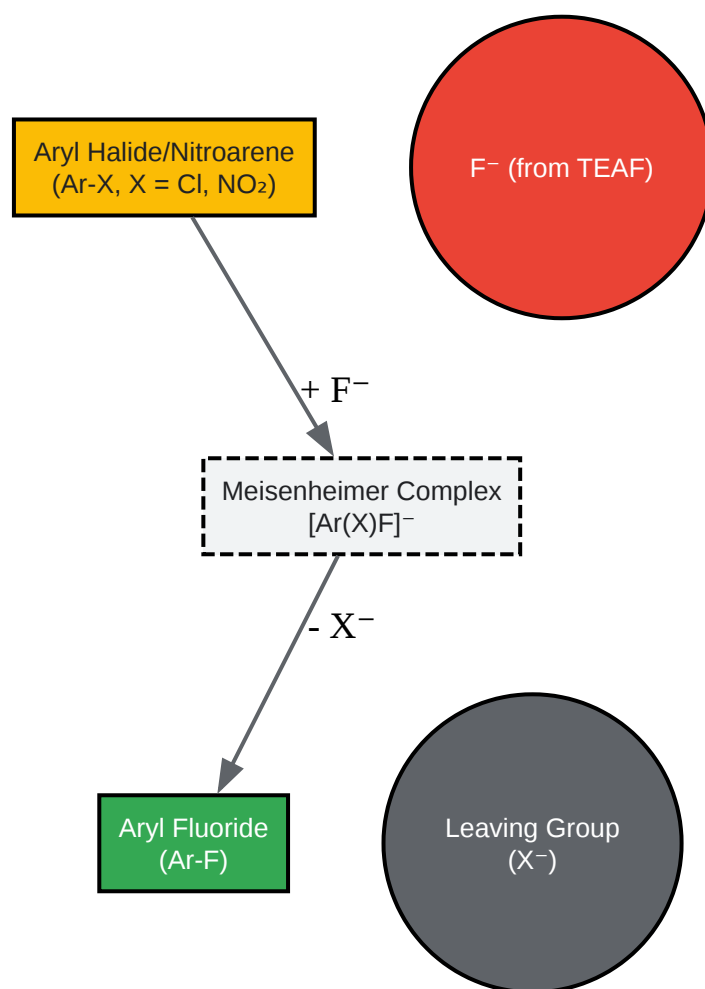 Aryl Halide/Nitroarene
(Ar-X, X = Cl, NO₂)
F⁻ (from TEAF)
+ F⁻
Meisenheimer Complex
[Ar(X)F]⁻
- X⁻
Aryl Fluoride
(Ar-F)
Leaving Group
(X⁻)